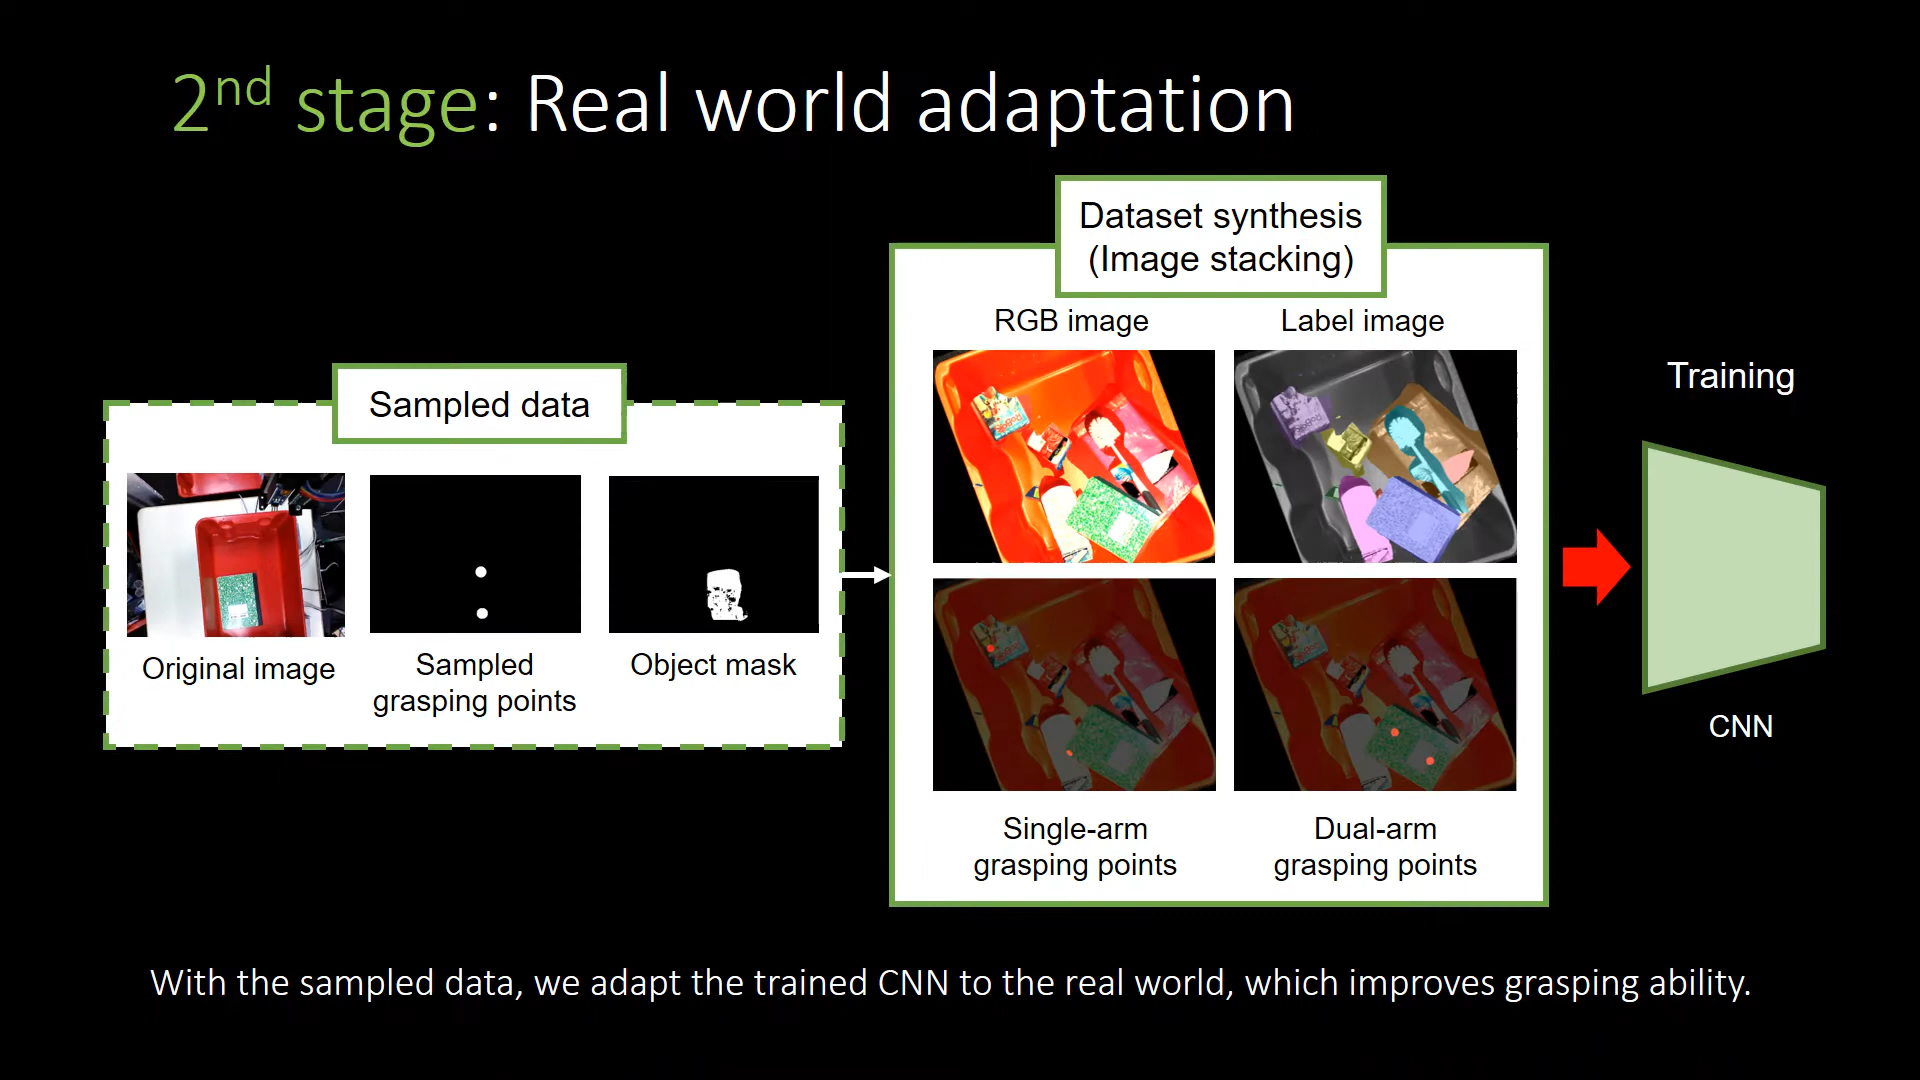 2nd stage: Real world adaptation
Sampled data
Original image
Sampled
grasping points
Object mask
Dataset synthesis
(Image stacking)
RGB image
Label image
Single-arm
grasping points
Dual-arm
grasping points
Training
CNN
With the sampled data, we adapt the trained CNN to the real world, which improves grasping ability.